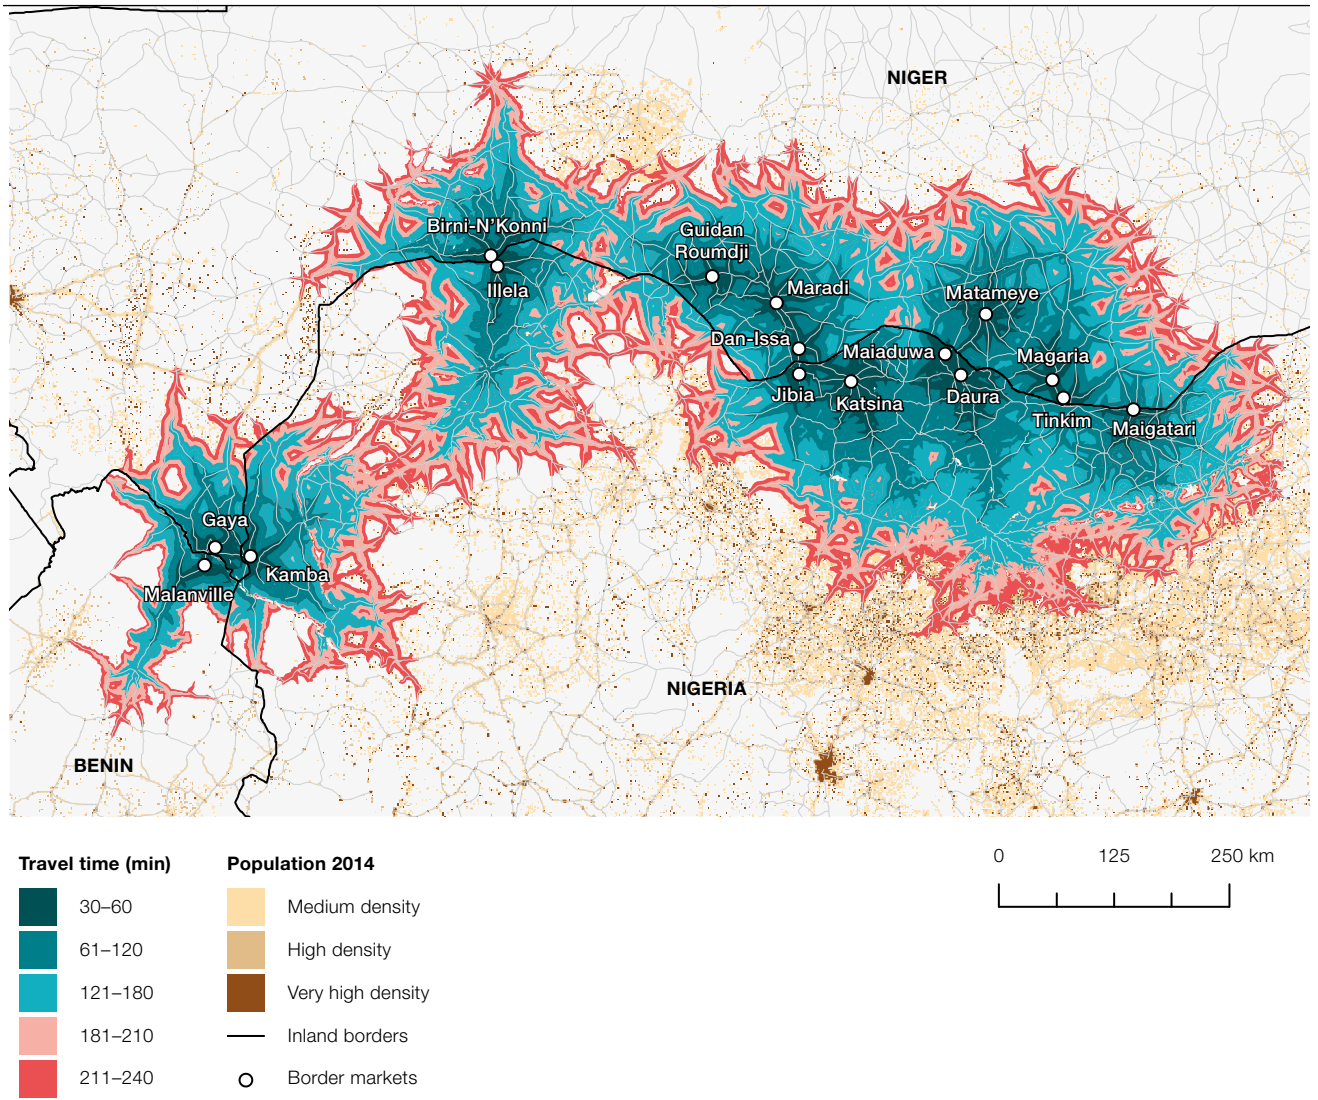 NIGER
Birni-N'Konni
Guidan
Roumdji
Illela
Maradi
Matameye
Dan-Issa
Maiaduwa
Magaria
Jibia
Katsina
Daura
Tinkim
Maigatari
Gaya
Kamba
Malanville
NIGERIA
BENIN
Travel time (min)
30–60
61–120
121–180
181–210
211–240
Population 2014
Medium density
High density
Very high density
Inland borders
Border markets
0 125 250 km